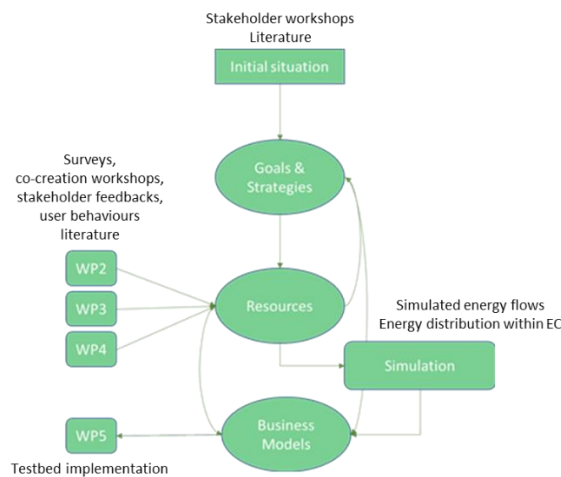 Stakeholder workshops
Literature
Initial situation
Goals &
Strategies
Surveys,
co-creation workshops,
stakeholder feedbacks,
user behaviours
literature
WP2
WP3
WP4
Resources
Simulated energy flows
Energy distribution within EC
Simulation
Business
Models
WP5
Testbed implementation